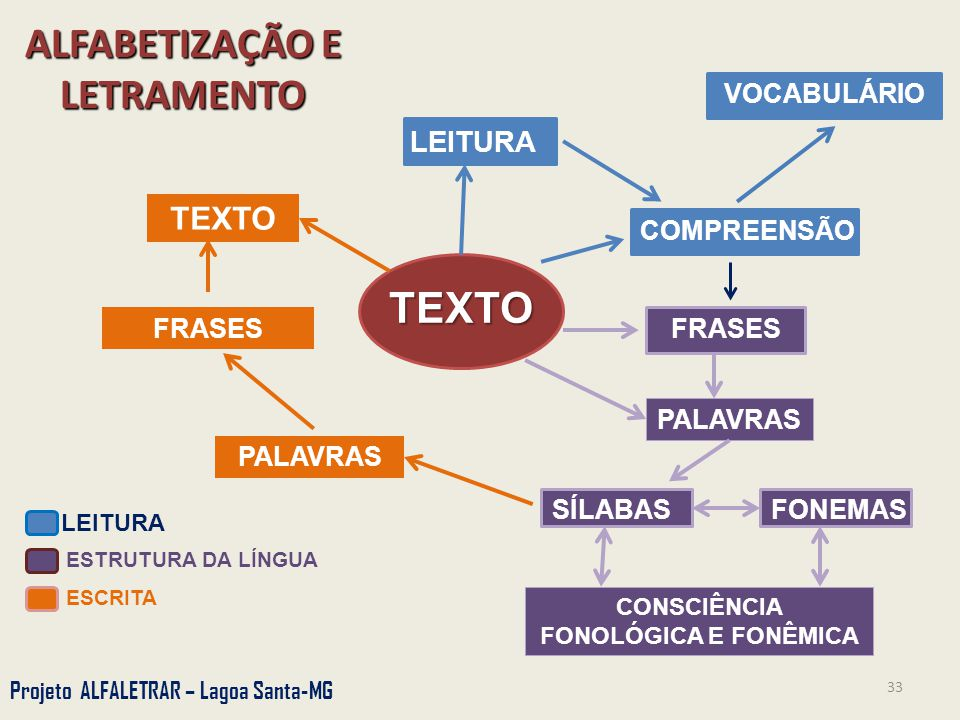 ALFABETIZAÇÃO E
LETRAMENTO
VOCABULÁRIO
LEITURA
TEXTO
COMPREENSÃO
TEXTO
FRASES
FRASES
PALAVRAS
PALAVRAS
SÍLABAS
FONEMAS
LEITURA
ESTRUTURA DA LÍNGUA
ESCRITA
CONSCIÊNCIA
FONOLÓGICA E FONÊMICA
Projeto ALFALETRAR – Lagoa Santa-MG
33